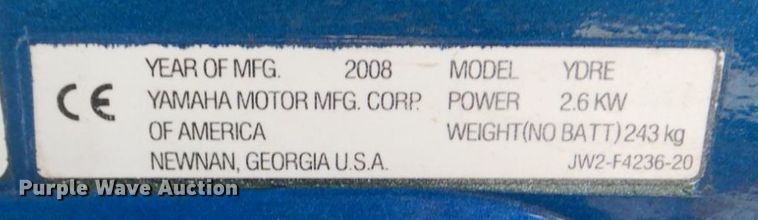 YEAR OF MFG. 2008 MODEL YDRE
CE YAMAHA MOTOR MFG. CORP. POWER 2.6 KW
OF AMERICA WEIGHT(NO BATT) 243 kg
NEWNAN, GEORGIA U.S.A. JW2-F4236-20
Purple Wave Auction